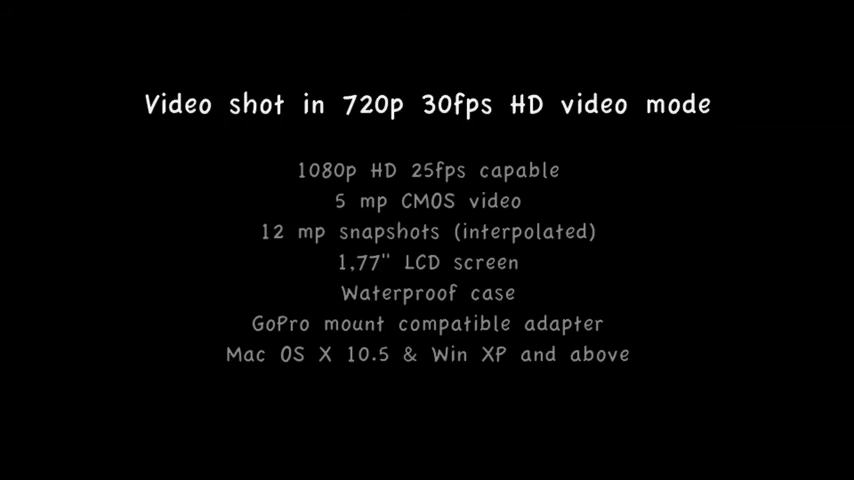 Video shot in 720p 30fps HD video mode
1080p HD 25fps capable
5 mp CMOS video
12 mp snapshots (interpolated)
1,77" LCD screen
Waterproof case
GoPro mount compatible adapter
Mac OS X 10.5 & Win XP and above